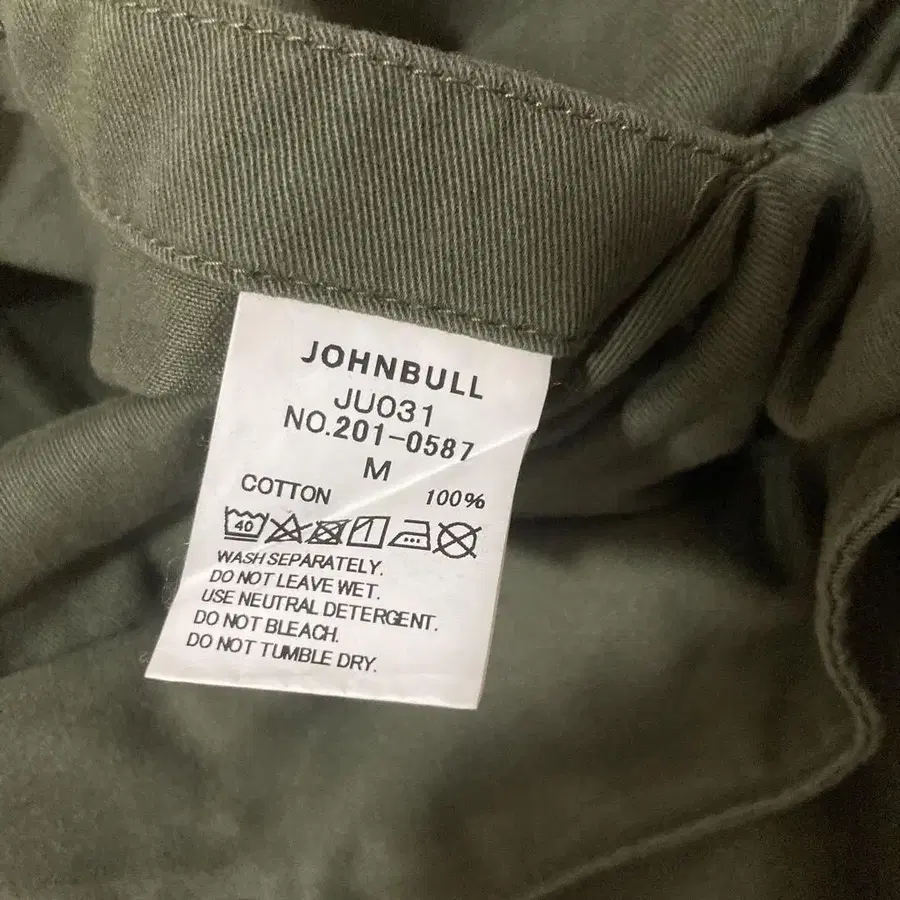 JOHNBULL
JU031
NO.201-0587
M
COTTON 100%
40
WASH SEPARATELY.
DO NOT LEAVE WET.
USE NEUTRAL DETERGENT.
DO NOT BLEACH.
DO NOT TUMBLE DRY.